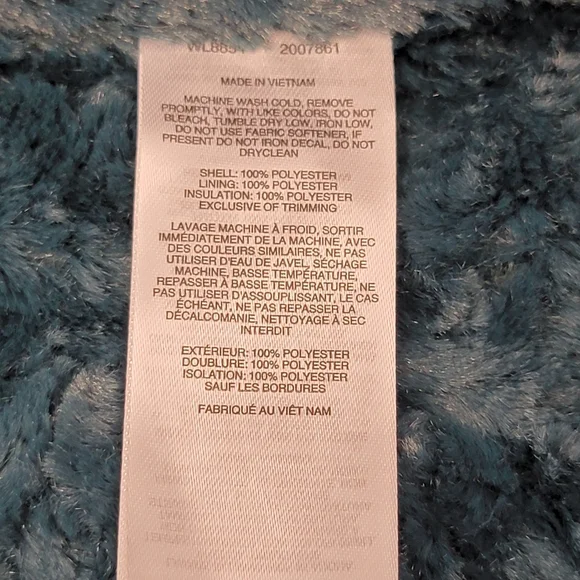 2007861
MADE IN VIETNAM
MACHINE WASH COLD, REMOVE
PROMPTLY, WITH LIKE COLORS, DO NOT
BLEACH, TUMBLE DRY LOW, IRON LOW,
DO NOT USE FABRIC SOFTENER, IF
PRESENT DO NOT IRON DECAL, DO NOT
DRYCLEAN
SHELL: 100% POLYESTER
LINING: 100% POLYESTER
INSULATION: 100% POLYESTER
EXCLUSIVE OF TRIMMING
LAVAGE MACHINE À FROID, SORTIR
IMMÉDIATEMENT DE LA MACHINE, AVEC
DES COULEURS SIMILAIRES, NE PAS
UTILISER D'EAU DE JAVEL, SÉCHAGE
MACHINE, BASSE TEMPÉRATURE,
REPASSER À BASSE TEMPÉRATURE, NE
PAS UTILISER D'ASSOUPLISSANT, LE CAS
ÉCHÉANT, NE PAS REPASSER LA
DÉCALCOMANIE, NETTOYAGE À SEC
INTERDIT
EXTÉRIEUR: 100% POLYESTER
DOUBLURE: 100% POLYESTER
ISOLATION: 100% POLYESTER
SAUF LES BORDURES
FABRIQUÉ AU VIÊT NAM